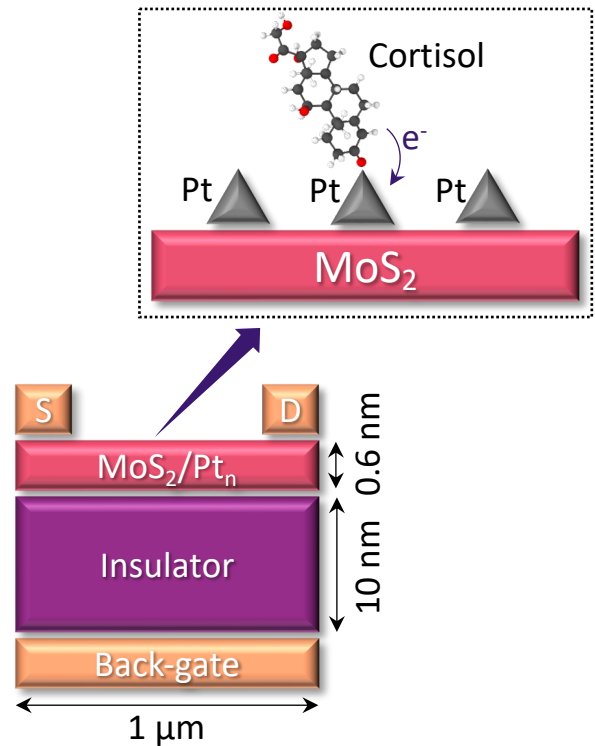 Cortisol
e⁻
Pt
Pt
Pt
MoS₂
S
D
MoS₂/Ptₙ
0.6 nm
Insulator
10 nm
Back-gate
1 µm